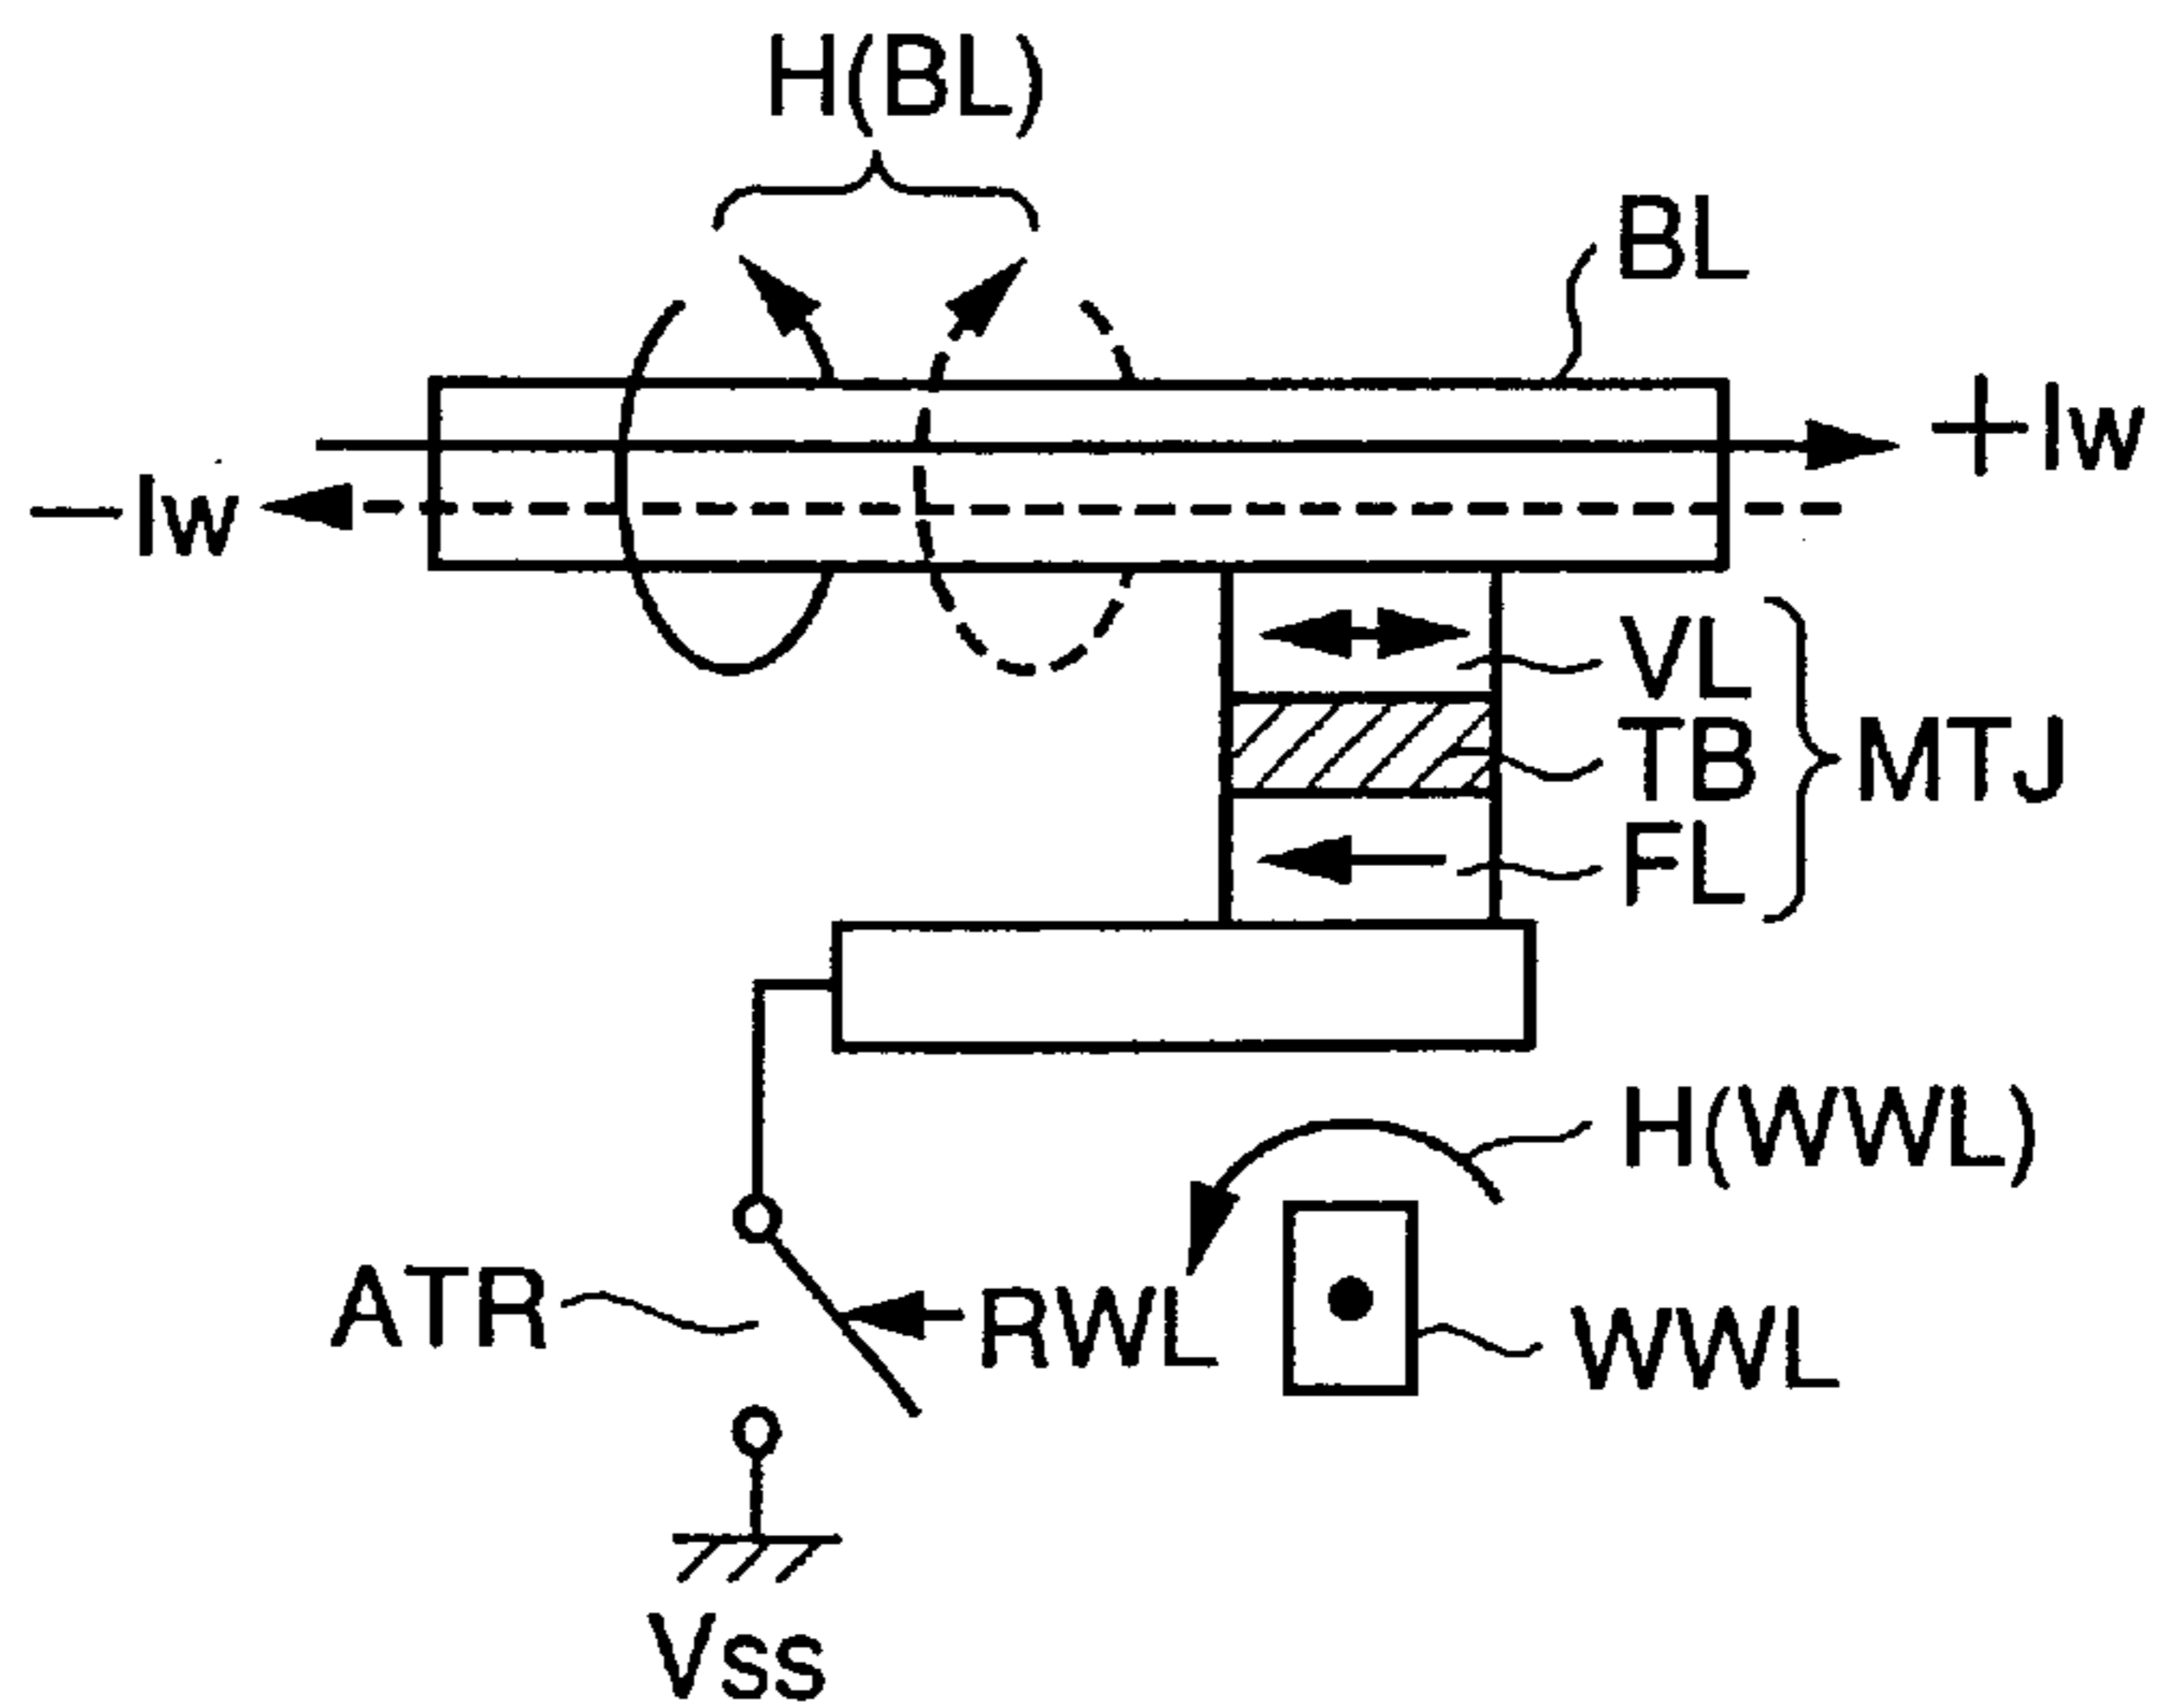 H(BL)
BL
+Iw
−Iw
VL
TB
MTJ
FL
H(WWL)
ATR
RWL
WWL
Vss